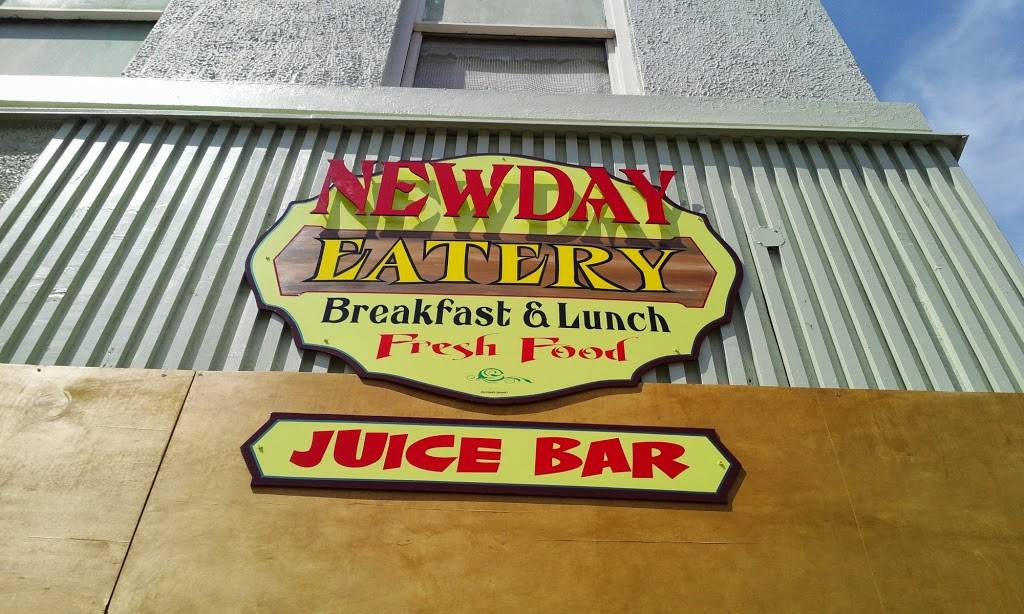 NEWDAY
EATERY
Breakfast & Lunch
Fresh Food
JUICE BAR